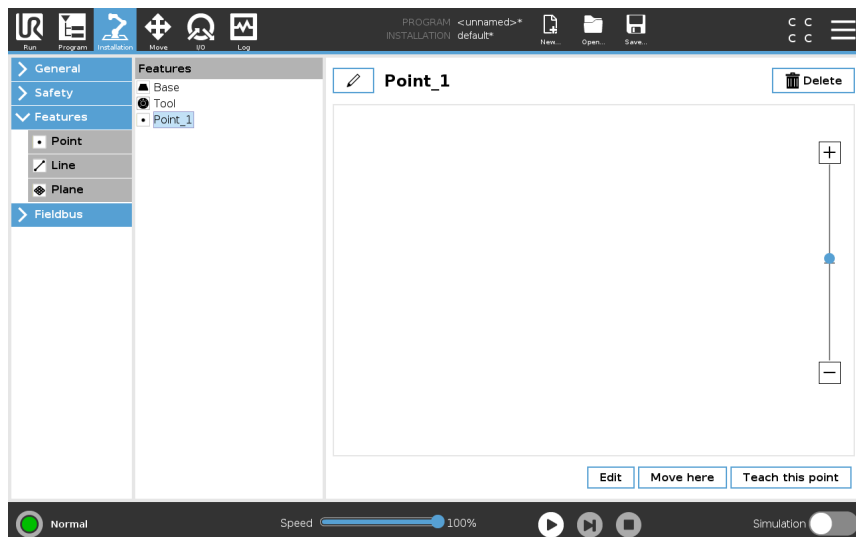 PROGRAM <unnamed>*
INSTALLATION default*
UR
Run Program Installation Move I/O Log
New... Open... Save...
C C
C C
General
Safety
Features
Point
Line
Plane
Fieldbus
Features
Base
Tool
Point_1
Point_1
Delete
+
−
Edit Move here Teach this point
Normal
Speed 100%
Simulation